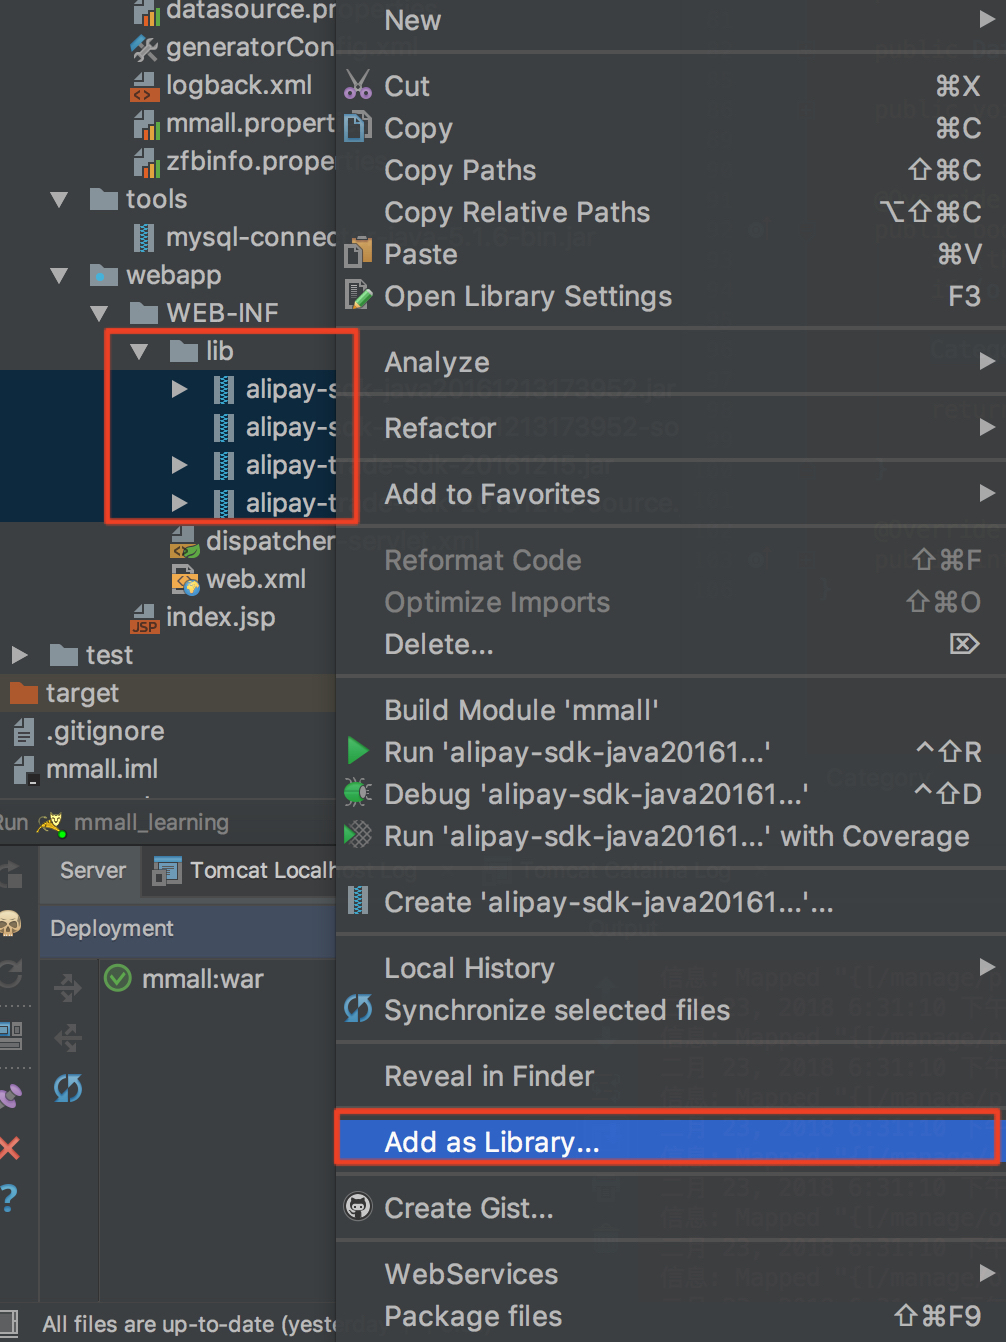 datasource.pr
New
generatorCon
Cut ⌘X
logback.xml
Copy ⌘C
mmall.propert
Copy Paths ⇧⌘C
zfbinfo.prope
tools
Copy Relative Paths ⌥⇧⌘C
mysql-connec
Paste ⌘V
webapp
Open Library Settings F3
WEB-INF
lib
Analyze
alipay-s
alipay-s
Refactor
alipay-t
alipay-t
Add to Favorites
dispatcher
Reformat Code ⇧⌘F
web.xml
Optimize Imports ⇧⌘O
index.jsp
Delete... ⌦
test
target
Build Module 'mmall'
.gitignore
Run 'alipay-sdk-java20161...' ^⇧R
mmall.iml
Debug 'alipay-sdk-java20161...' ^⇧D
Run mmall_learning
Run 'alipay-sdk-java20161...' with Coverage
Server
Tomcat Localh
Create 'alipay-sdk-java20161...'...
Deployment
mmall:war
Local History
Synchronize selected files
Reveal in Finder
Add as Library...
Create Gist...
WebServices
Package files ⇧⌘F9
All files are up-to-date (yeste